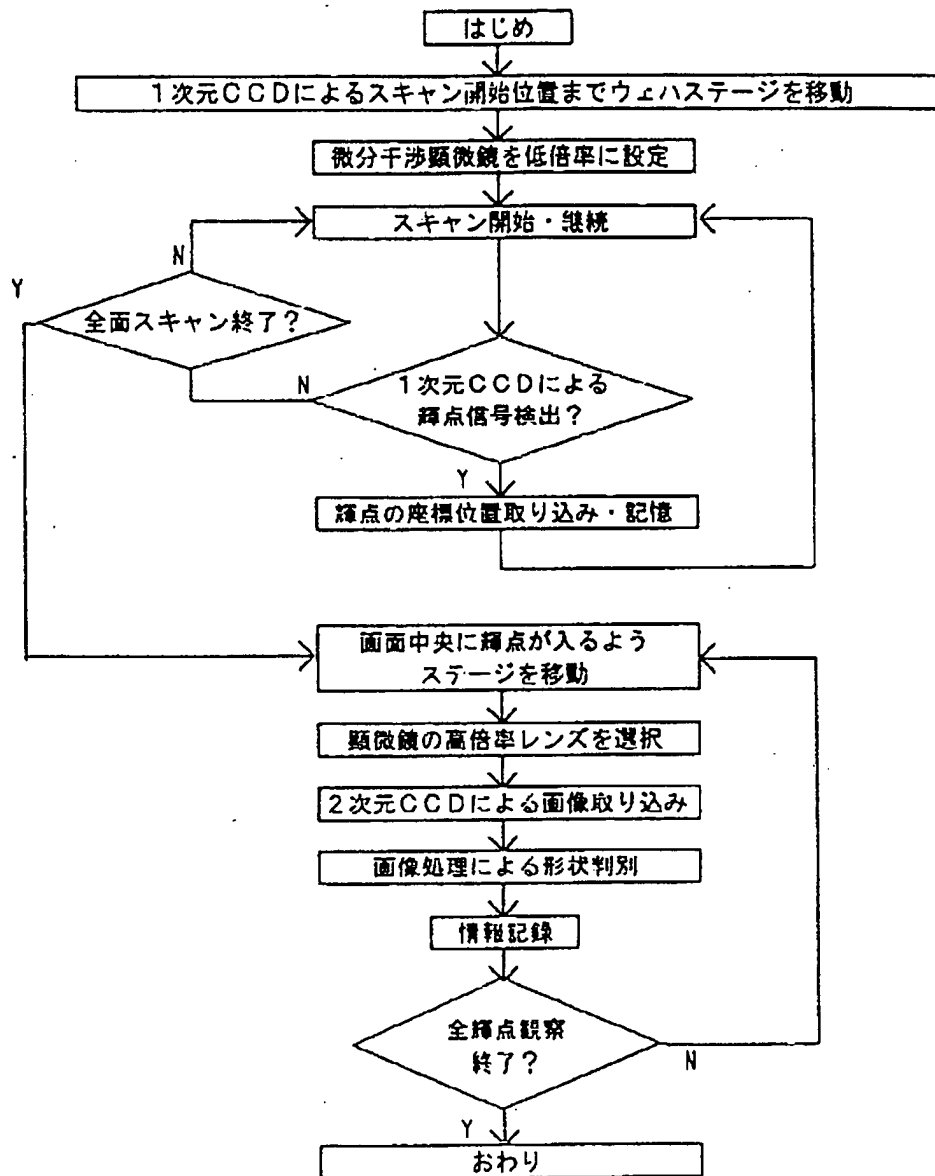 はじめ
1次元CCDによるスキャン開始位置までウェハステージを移動
微分干渉顕微鏡を低倍率に設定
スキャン開始・継続
N
Y
全面スキャン終了?
N
1次元CCDによる
輝点信号検出?
Y
輝点の座標位置取り込み・記憶
画面中央に輝点が入るよう
ステージを移動
顕微鏡の高倍率レンズを選択
2次元CCDによる画像取り込み
画像処理による形状判別
情報記録
全輝点観察
終了?
N
Y
おわり